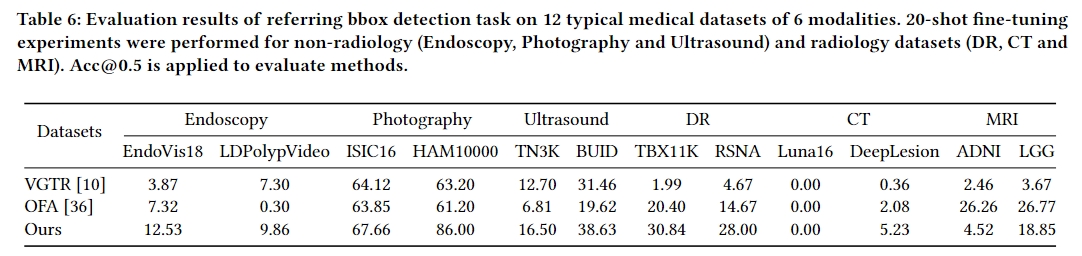 Table 6: Evaluation results of referring bbox detection task on 12 typical medical datasets of 6 modalities. 20-shot fine-tuning
experiments were performed for non-radiology (Endoscopy, Photography and Ultrasound) and radiology datasets (DR, CT and
MRI). Acc@0.5 is applied to evaluate methods.
Datasets Endoscopy Photography Ultrasound DR CT MRI
EndoVis18 LDPolypVideo ISIC16 HAM10000 TN3K BUID TBX11K RSNA Luna16 DeepLesion ADNI LGG
VGTR [10] 3.87 7.30 64.12 63.20 12.70 31.46 1.99 4.67 0.00 0.36 2.46 3.67
OFA [36] 7.32 0.30 63.85 61.20 6.81 19.62 20.40 14.67 0.00 2.08 26.26 26.77
Ours 12.53 9.86 67.66 86.00 16.50 38.63 30.84 28.00 0.00 5.23 4.52 18.85